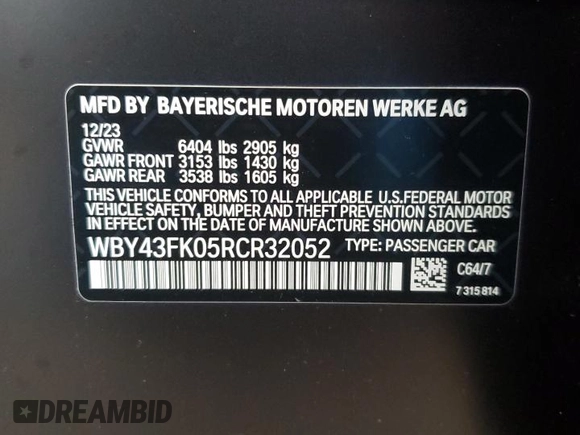 MFD BY BAYERISCHE MOTOREN WERKE AG
12/23
GVWR 6404 lbs 2905 kg
GAWR FRONT 3153 lbs 1430 kg
GAWR REAR 3538 lbs 1605 kg
THIS VEHICLE CONFORMS TO ALL APPLICABLE U.S.FEDERAL MOTOR
VEHICLE SAFETY, BUMPER AND THEFT PREVENTION STANDARDS
IN EFFECT ON THE DATE OF MANUFACTURE SHOWN ABOVE.
WBY43FK05RCR32052 TYPE: PASSENGER CAR
C64/7
7 315 814
DREAMBID